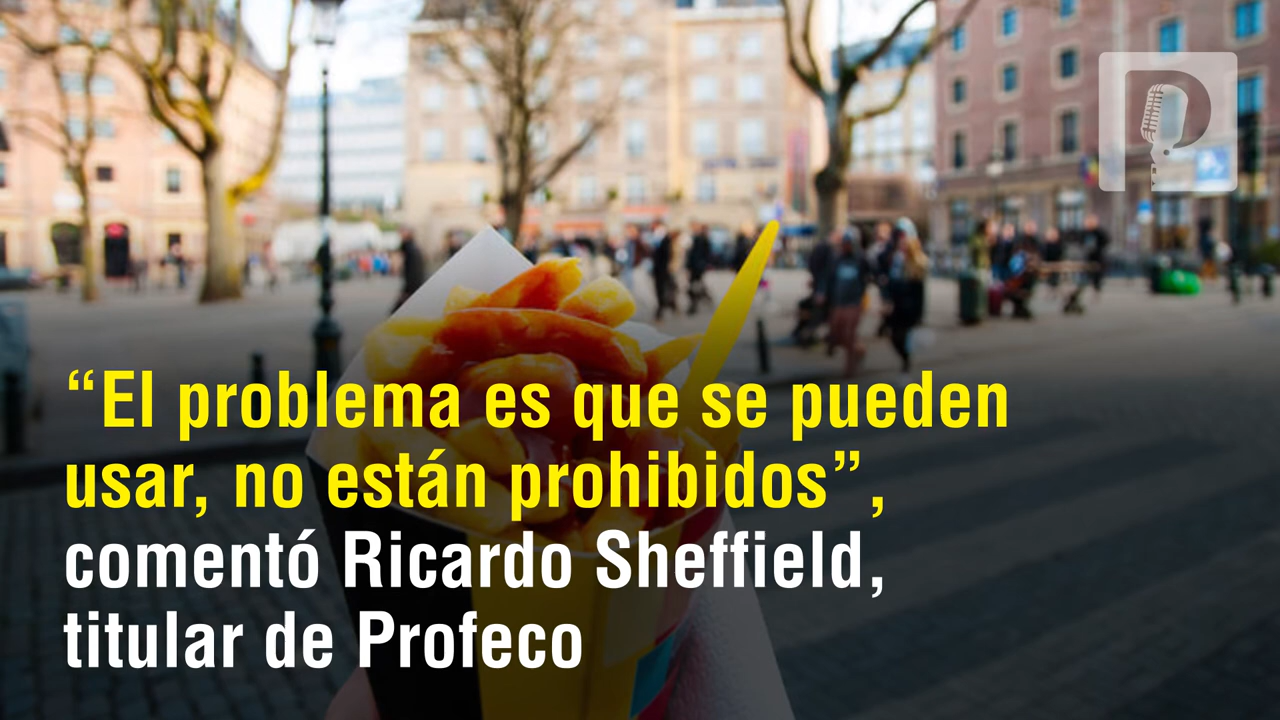 “El problema es que se pueden
usar, no están prohibidos”,
comentó Ricardo Sheffield,
titular de Profeco